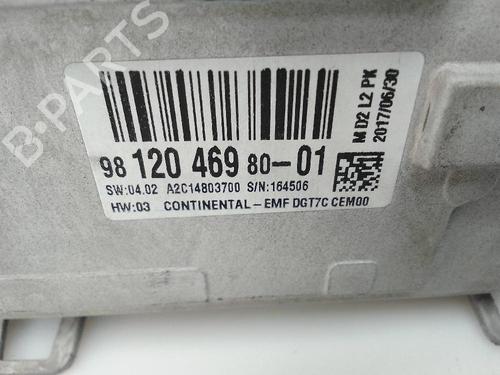 B-PARTS
M D2 L2 PK
2017/06/30
98 120 469 80-01
SW:04.02 A2C14803700 S/N:164506
HW:03 CONTINENTAL-EMF DGT7C CEM00